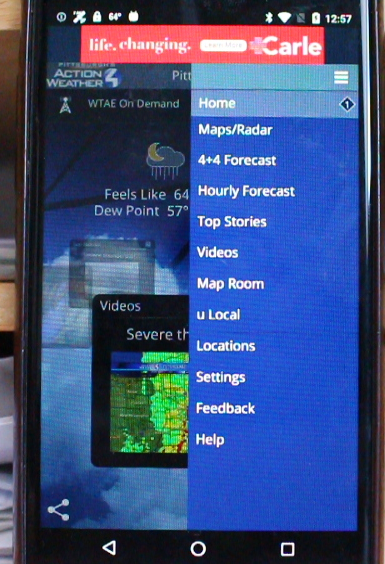 64° 12:57
life. changing. Learn More Carle
PITTSBURGH'S
ACTION
WEATHER 4
Pitt
WTAE On Demand
Feels Like 64
Dew Point 57°
Videos
Severe th
Home 1
Maps/Radar
4+4 Forecast
Hourly Forecast
Top Stories
Videos
Map Room
u Local
Locations
Settings
Feedback
Help